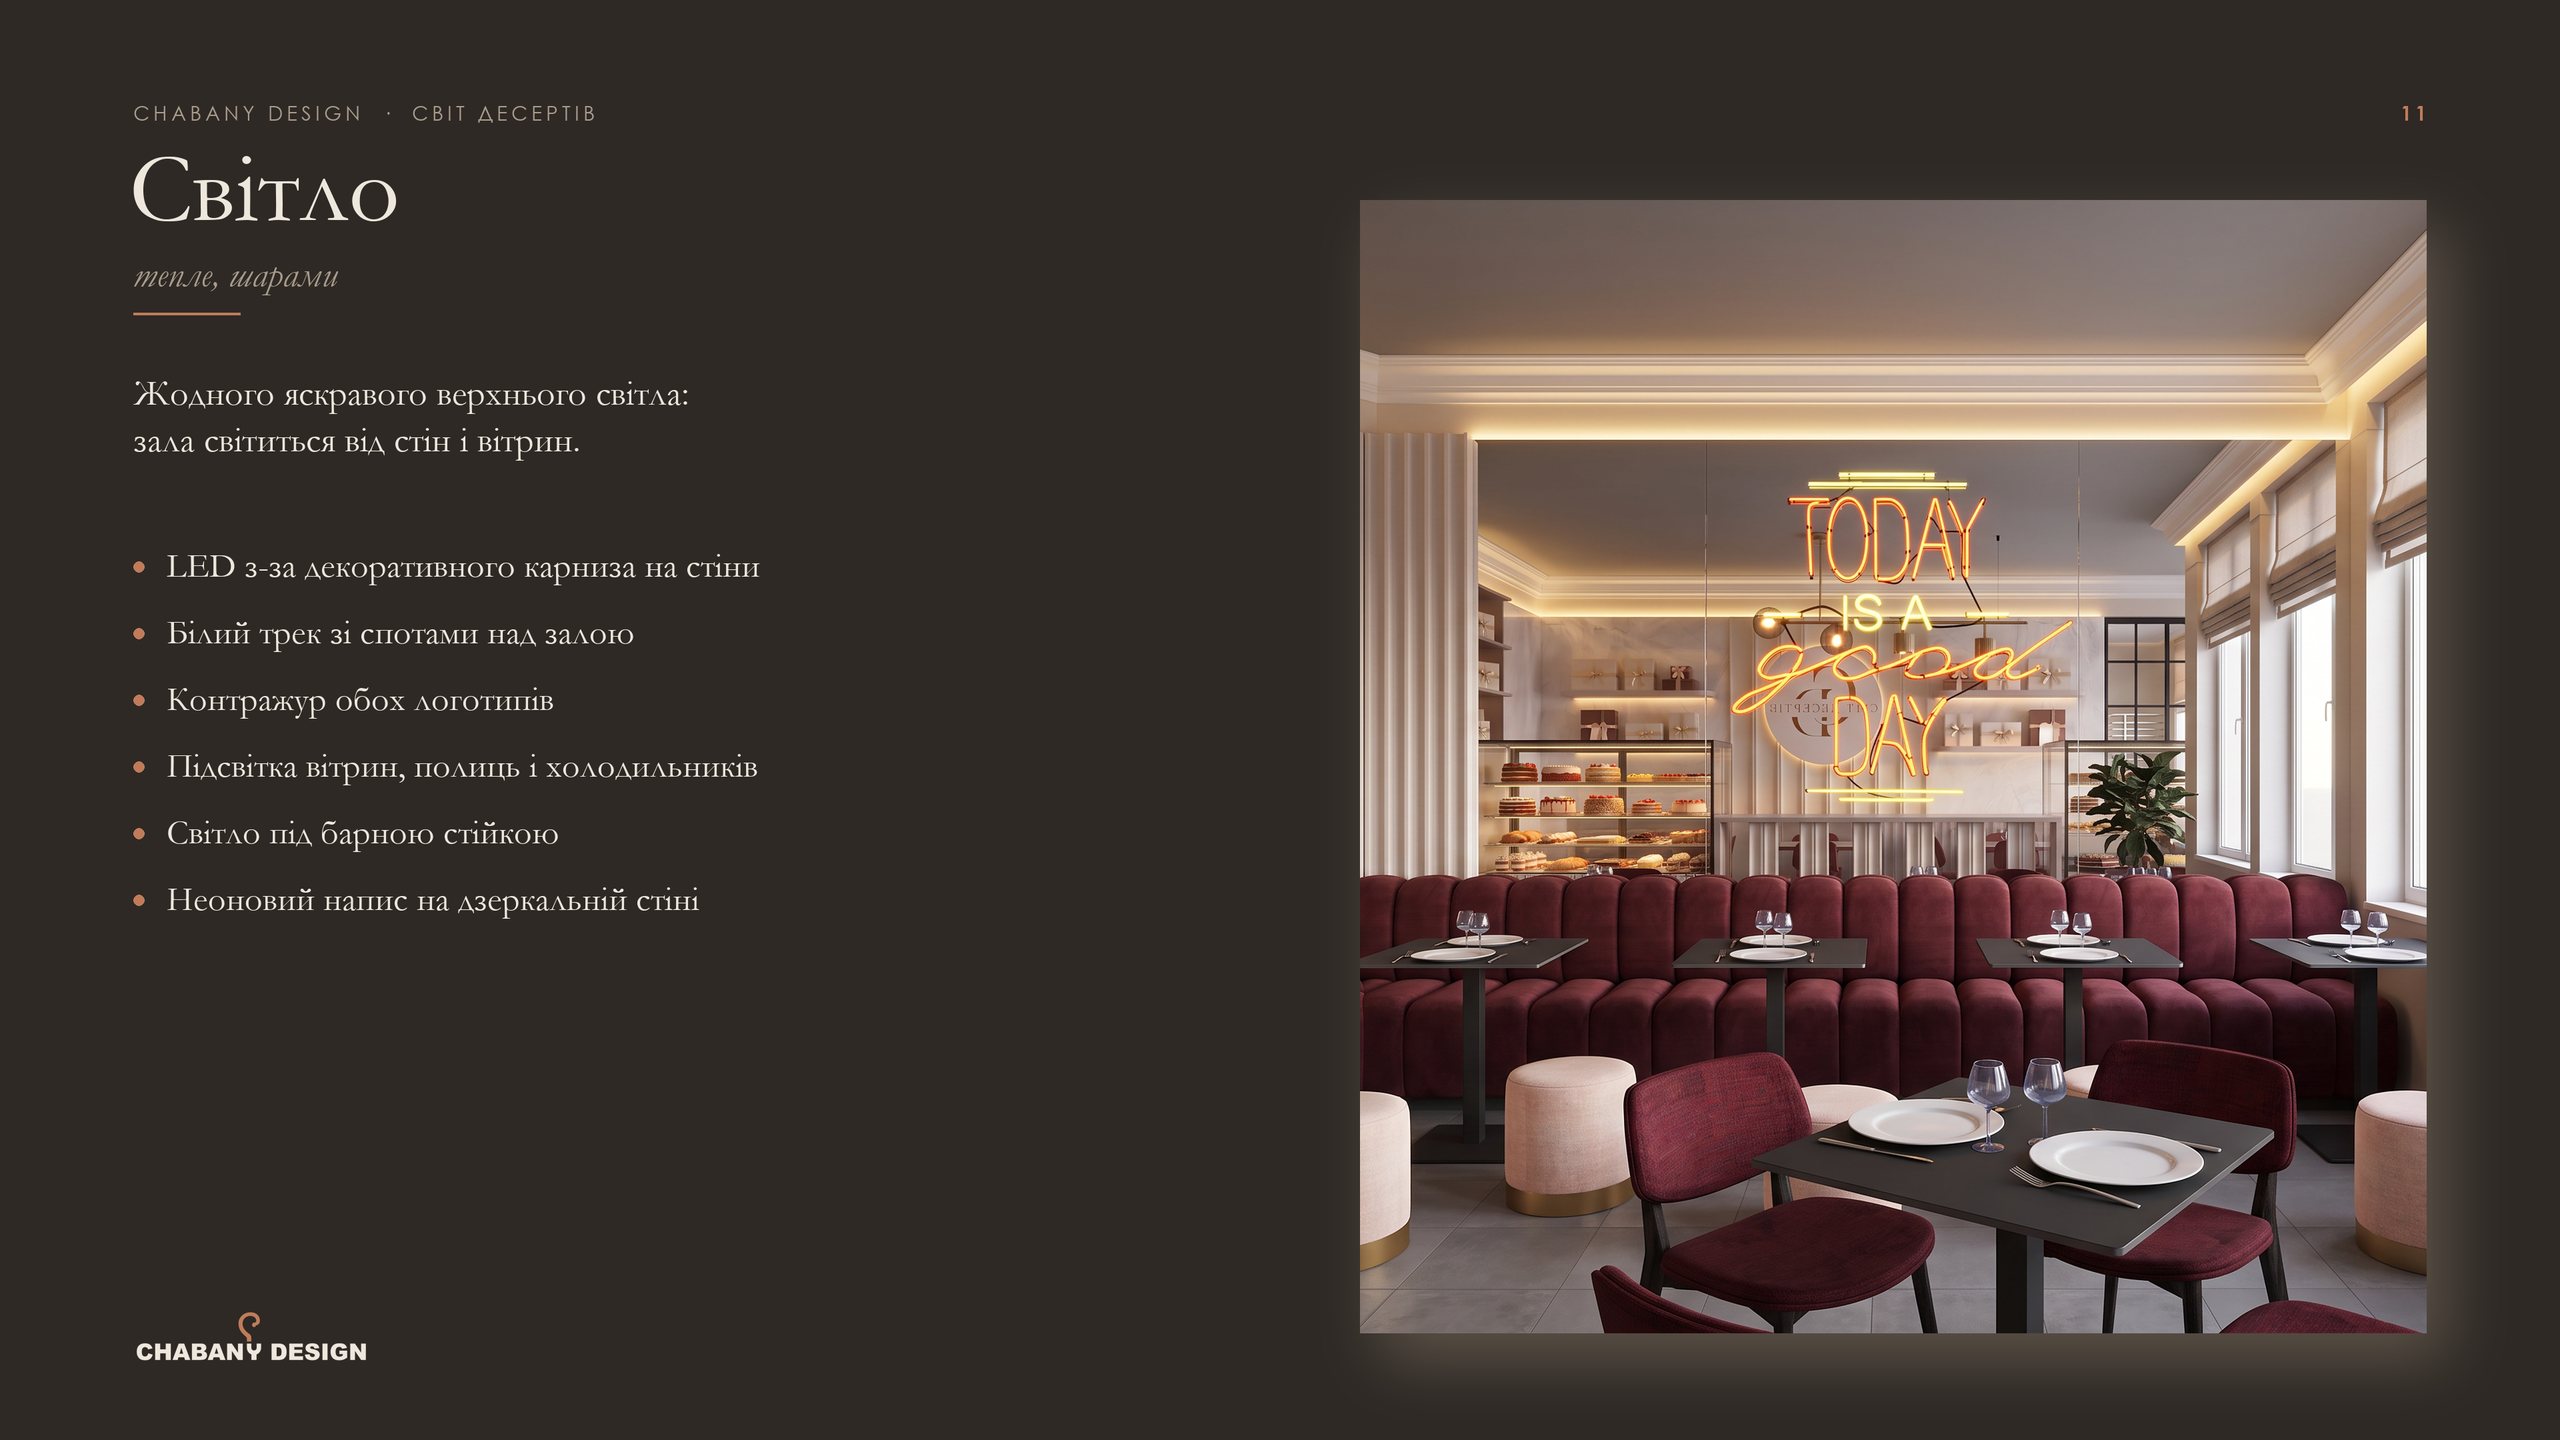 CHABANY DESIGN · СВІТ ДЕСЕРТІВ
11
Світло
тепле, шарами
Жодного яскравого верхнього світла:
зала світиться від стін і вітрин.
LED з-за декоративного карниза на стіни
Білий трек зі спотами над залою
Контражур обох логотипів
Підсвітка вітрин, полиць і холодильників
Світло під барною стійкою
Неоновий напис на дзеркальній стіні
TODAY
IS A
good
DAY
CHABANY DESIGN